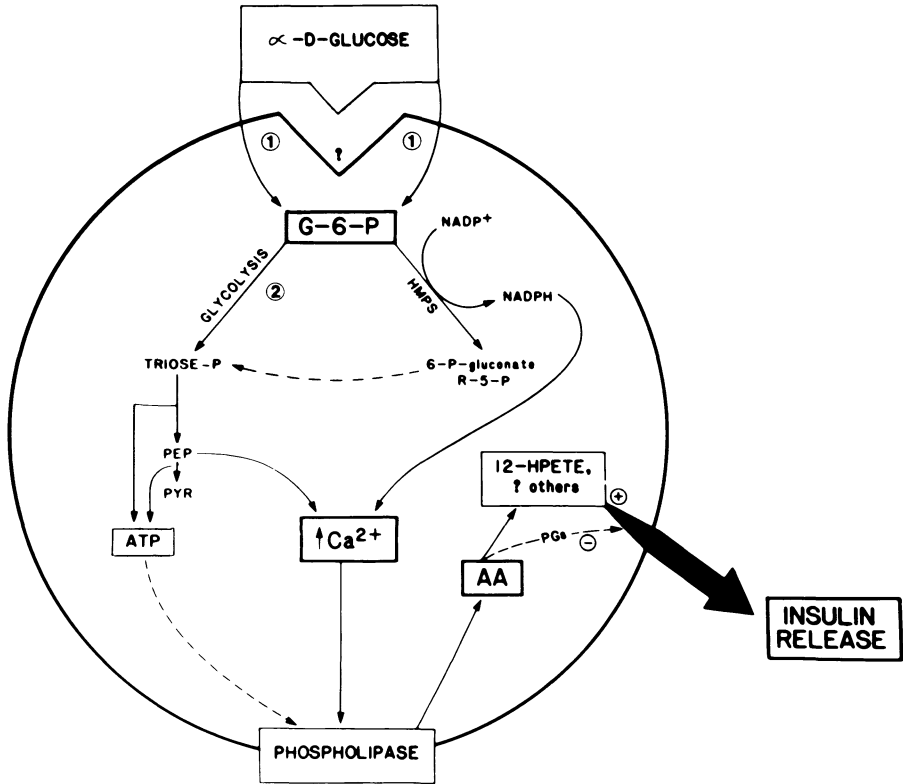 ∝-D-GLUCOSE
① ①
?
G-6-P
NADP⁺
GLYCOLYSIS
②
HMPS
NADPH
TRIOSE-P
6-P-gluconate
R-5-P
PEP
PYR
12-HPETE,
? others
⊕
ATP
↑Ca²⁺
PGs
⊖
AA
INSULIN
RELEASE
PHOSPHOLIPASE